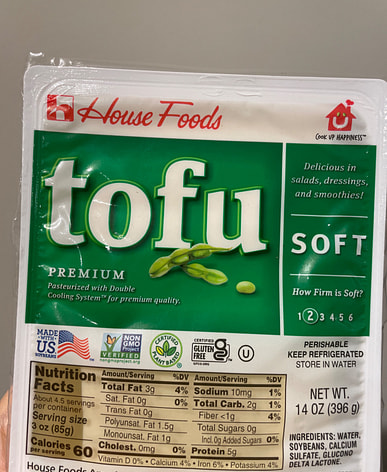 House Foods
COOK UP HAPPINESS™
tofu
PREMIUM
Pasteurized with Double
Cooling System™ for premium quality.
Delicious in
salads, dressings,
and smoothies!
SOFT
How Firm is Soft?
1 2 3 4 5 6
MADE WITH
US
SOYBEANS
NON
GMO
Project
VERIFIED
nongmoproject.org
CERTIFIED
PLANT BASED
CERTIFIED
GLUTEN
FREE
GFCO.ORG
U
PERISHABLE
KEEP REFRIGERATED
STORE IN WATER
Nutrition
Facts
About 4.5 servings
per container
Serving size
3 oz (85g)
Calories 60
Amount/Serving %DV
Total Fat 3g 4%
Sat. Fat 0g 0%
Trans Fat 0g
Polyunsat. Fat 1.5g
Monounsat. Fat 1g
Cholest. 0mg 0%
Amount/Serving %DV
Sodium 10mg 1%
Total Carb. 2g 1%
Fiber <1g 4%
Total Sugars 0g
Incl. 0g Added Sugars 0%
Protein 5g
Vitamin D 0% • Calcium 4% • Iron 6% • Potassium 4%
NET WT.
14 OZ (396 g)
INGREDIENTS: WATER,
SOYBEANS, CALCIUM
SULFATE, GLUCONO
DELTA LACTONE.
House Foods